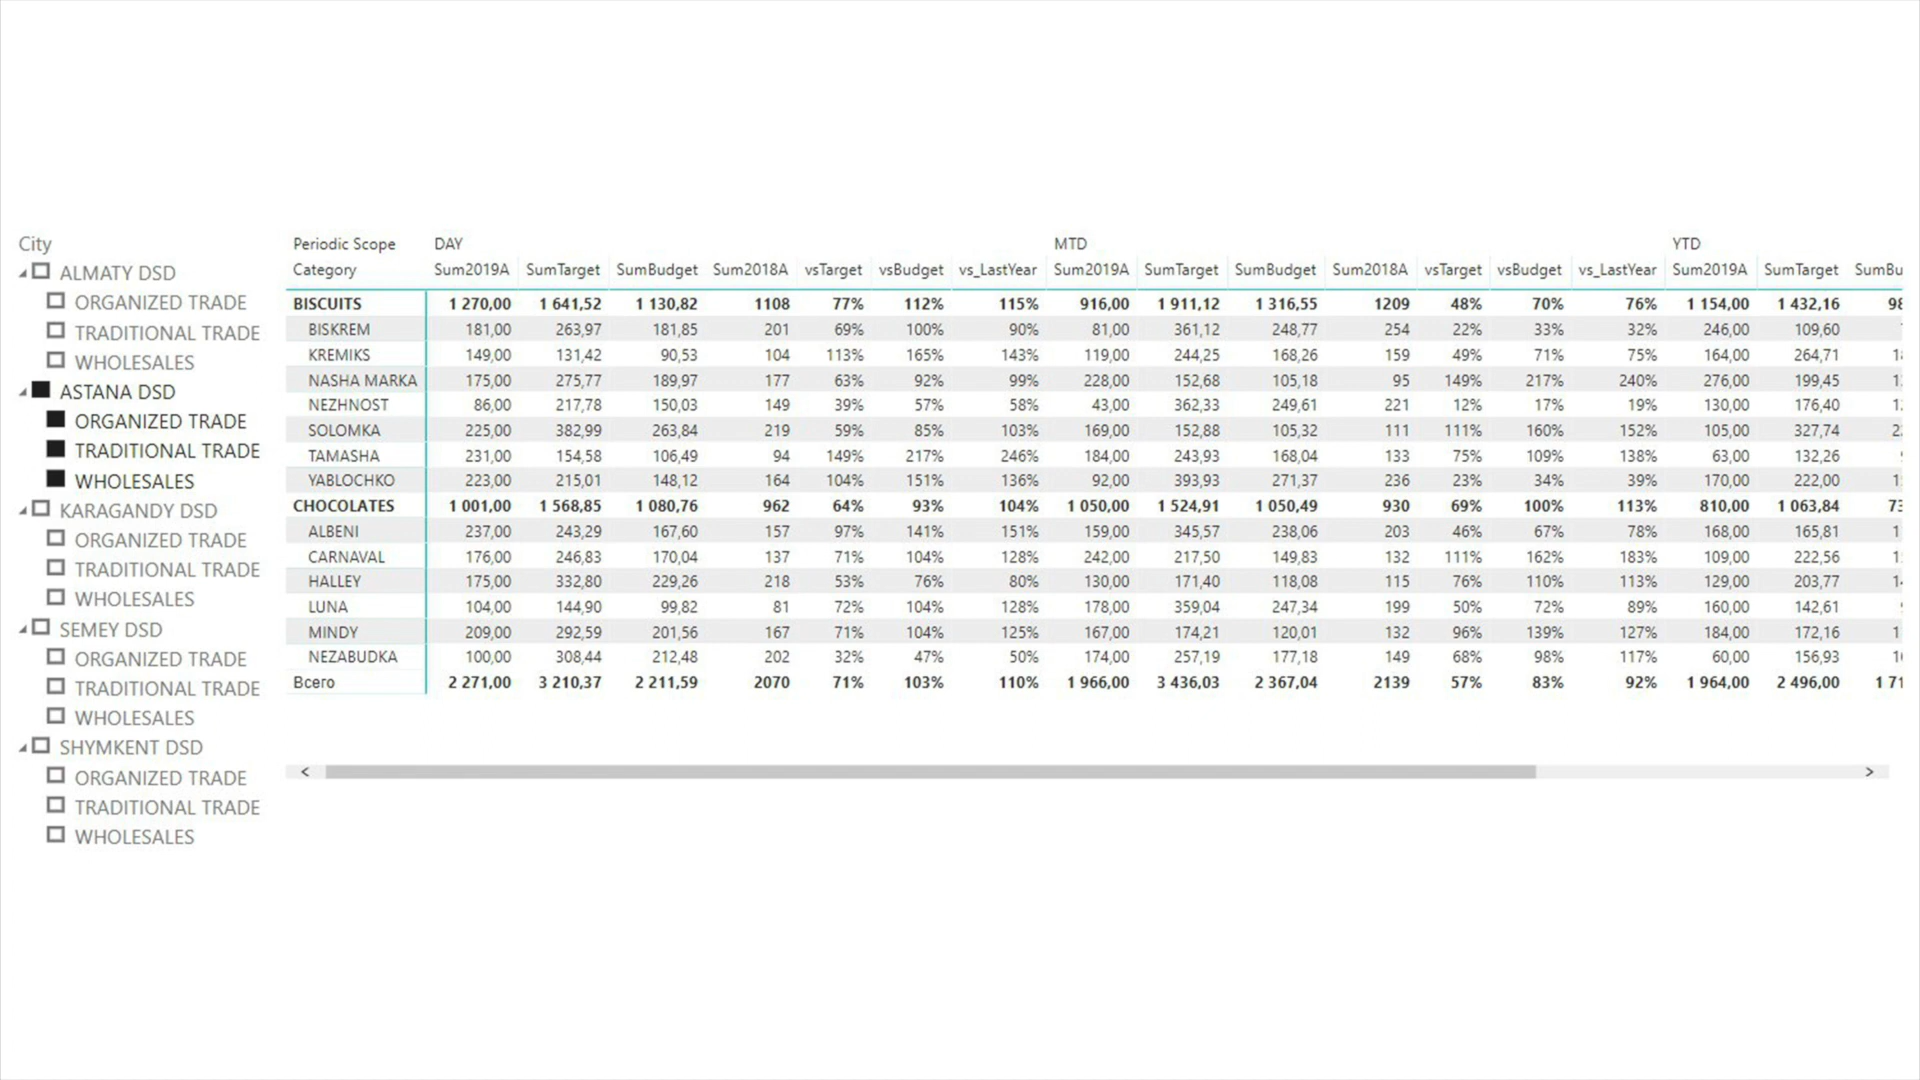 City
ALMATY DSD
ORGANIZED TRADE
TRADITIONAL TRADE
WHOLESALES
ASTANA DSD
ORGANIZED TRADE
TRADITIONAL TRADE
WHOLESALES
KARAGANDY DSD
ORGANIZED TRADE
TRADITIONAL TRADE
WHOLESALES
SEMEY DSD
ORGANIZED TRADE
TRADITIONAL TRADE
WHOLESALES
SHYMKENT DSD
ORGANIZED TRADE
TRADITIONAL TRADE
WHOLESALES
Periodic Scope DAY MTD YTD
Category Sum2019A SumTarget SumBudget Sum2018A vsTarget vsBudget vs_LastYear Sum2019A SumTarget SumBudget Sum2018A vsTarget vsBudget vs_LastYear Sum2019A SumTarget SumBu
BISCUITS 1 270,00 1 641,52 1 130,82 1108 77% 112% 115% 916,00 1 911,12 1 316,55 1209 48% 70% 76% 1 154,00 1 432,16 98
BISKREM 181,00 263,97 181,85 201 69% 100% 90% 81,00 361,12 248,77 254 22% 33% 32% 246,00 109,60
KREMIKS 149,00 131,42 90,53 104 113% 165% 143% 119,00 244,25 168,26 159 49% 71% 75% 164,00 264,71
NASHA MARKA 175,00 275,77 189,97 177 63% 92% 99% 228,00 152,68 105,18 95 149% 217% 240% 276,00 199,45
NEZHNOST 86,00 217,78 150,03 149 39% 57% 58% 43,00 362,33 249,61 221 12% 17% 19% 130,00 176,40
SOLOMKA 225,00 382,99 263,84 219 59% 85% 103% 169,00 152,88 105,32 111 111% 160% 152% 105,00 327,74
TAMASHA 231,00 154,58 106,49 94 149% 217% 246% 184,00 243,93 168,04 133 75% 109% 138% 63,00 132,26
YABLOCHKO 223,00 215,01 148,12 164 104% 151% 136% 92,00 393,93 271,37 236 23% 34% 39% 170,00 222,00
CHOCOLATES 1 001,00 1 568,85 1 080,76 962 64% 93% 104% 1 050,00 1 524,91 1 050,49 930 69% 100% 113% 810,00 1 063,84 73
ALBENI 237,00 243,29 167,60 157 97% 141% 151% 159,00 345,57 238,06 203 46% 67% 78% 168,00 165,81
CARNAVAL 176,00 246,83 170,04 137 71% 104% 128% 242,00 217,50 149,83 132 111% 162% 183% 109,00 222,56
HALLEY 175,00 332,80 229,26 218 53% 76% 80% 130,00 171,40 118,08 115 76% 110% 113% 129,00 203,77
LUNA 104,00 144,90 99,82 81 72% 104% 128% 178,00 359,04 247,34 199 50% 72% 89% 160,00 142,61
MINDY 209,00 292,59 201,56 167 71% 104% 125% 167,00 174,21 120,01 132 96% 139% 127% 184,00 172,16
NEZABUDKA 100,00 308,44 212,48 202 32% 47% 50% 174,00 257,19 177,18 149 68% 98% 117% 60,00 156,93
Всего 2 271,00 3 210,37 2 211,59 2070 71% 103% 110% 1 966,00 3 436,03 2 367,04 2139 57% 83% 92% 1 964,00 2 496,00 1 71